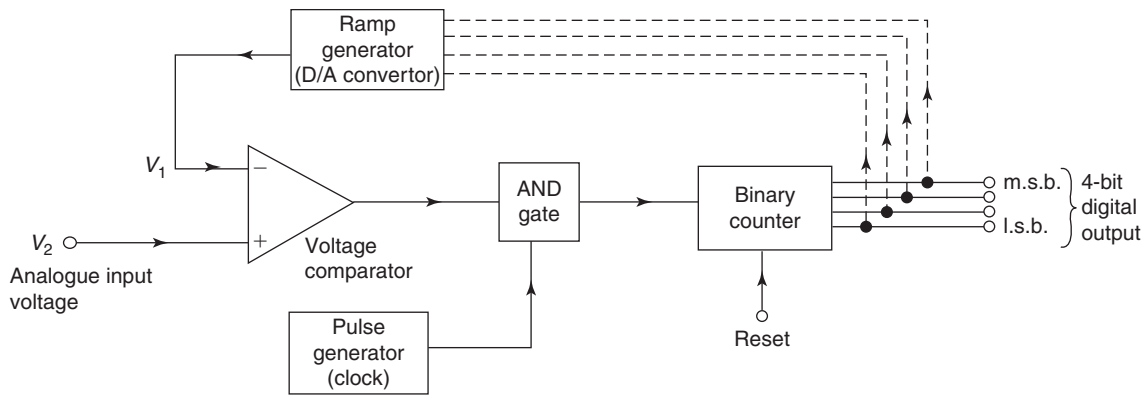 Ramp
generator
(D/A convertor)
V1
V2
Analogue input
voltage
−
+
Voltage
comparator
AND
gate
Pulse
generator
(clock)
Binary
counter
Reset
m.s.b.
l.s.b.
4-bit
digital
output